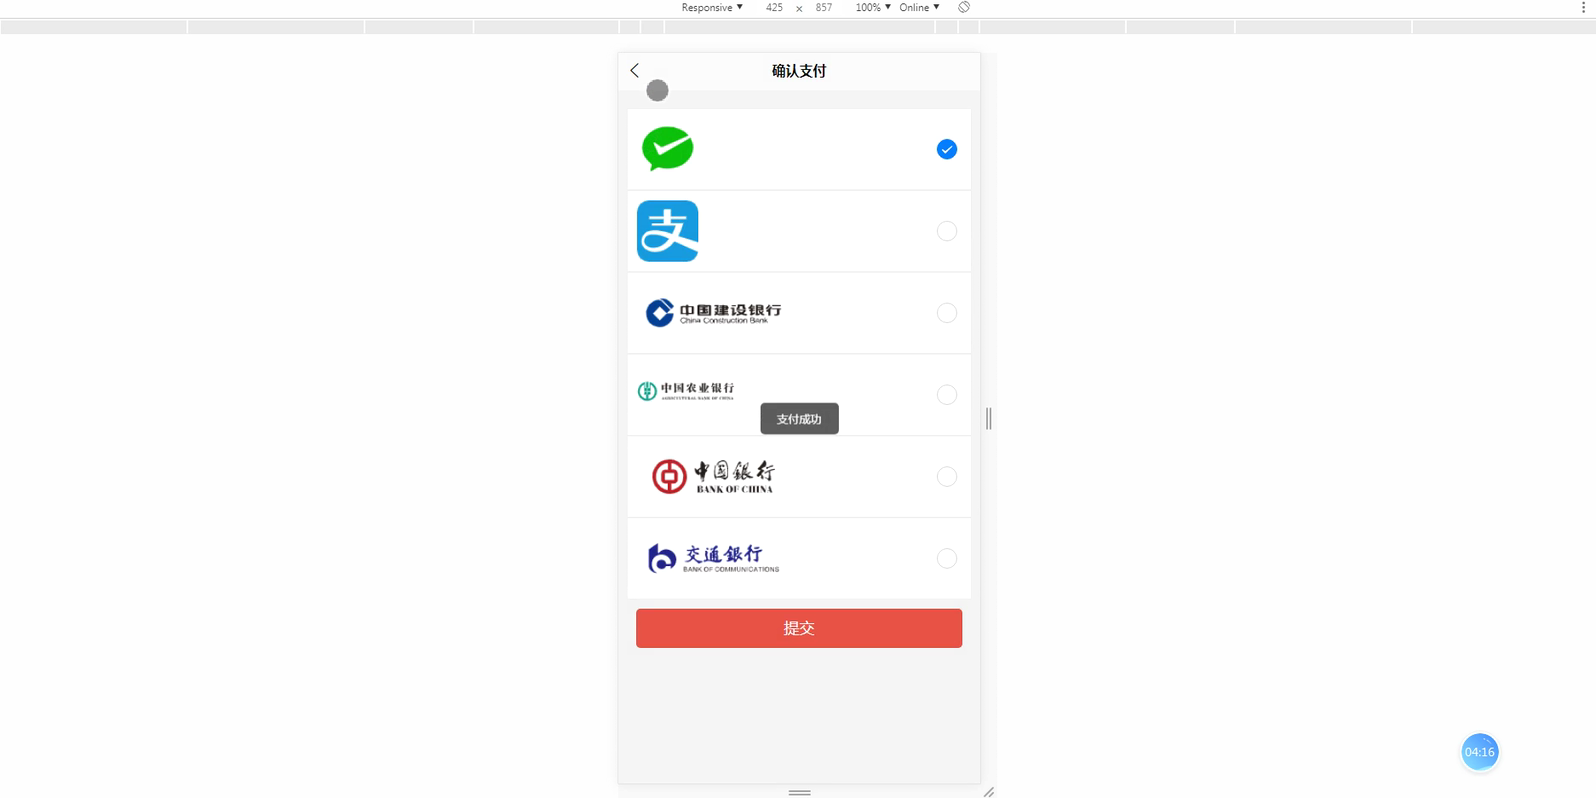 Responsive ▼ 425 x 857 100% ▼ Online ▼
确认支付
支
中国建设银行
China Construction Bank
中国农业银行
AGRICULTURAL BANK OF CHINA
支付成功
中国銀行
BANK OF CHINA
交通銀行
BANK OF COMMUNICATIONS
提交
04:16